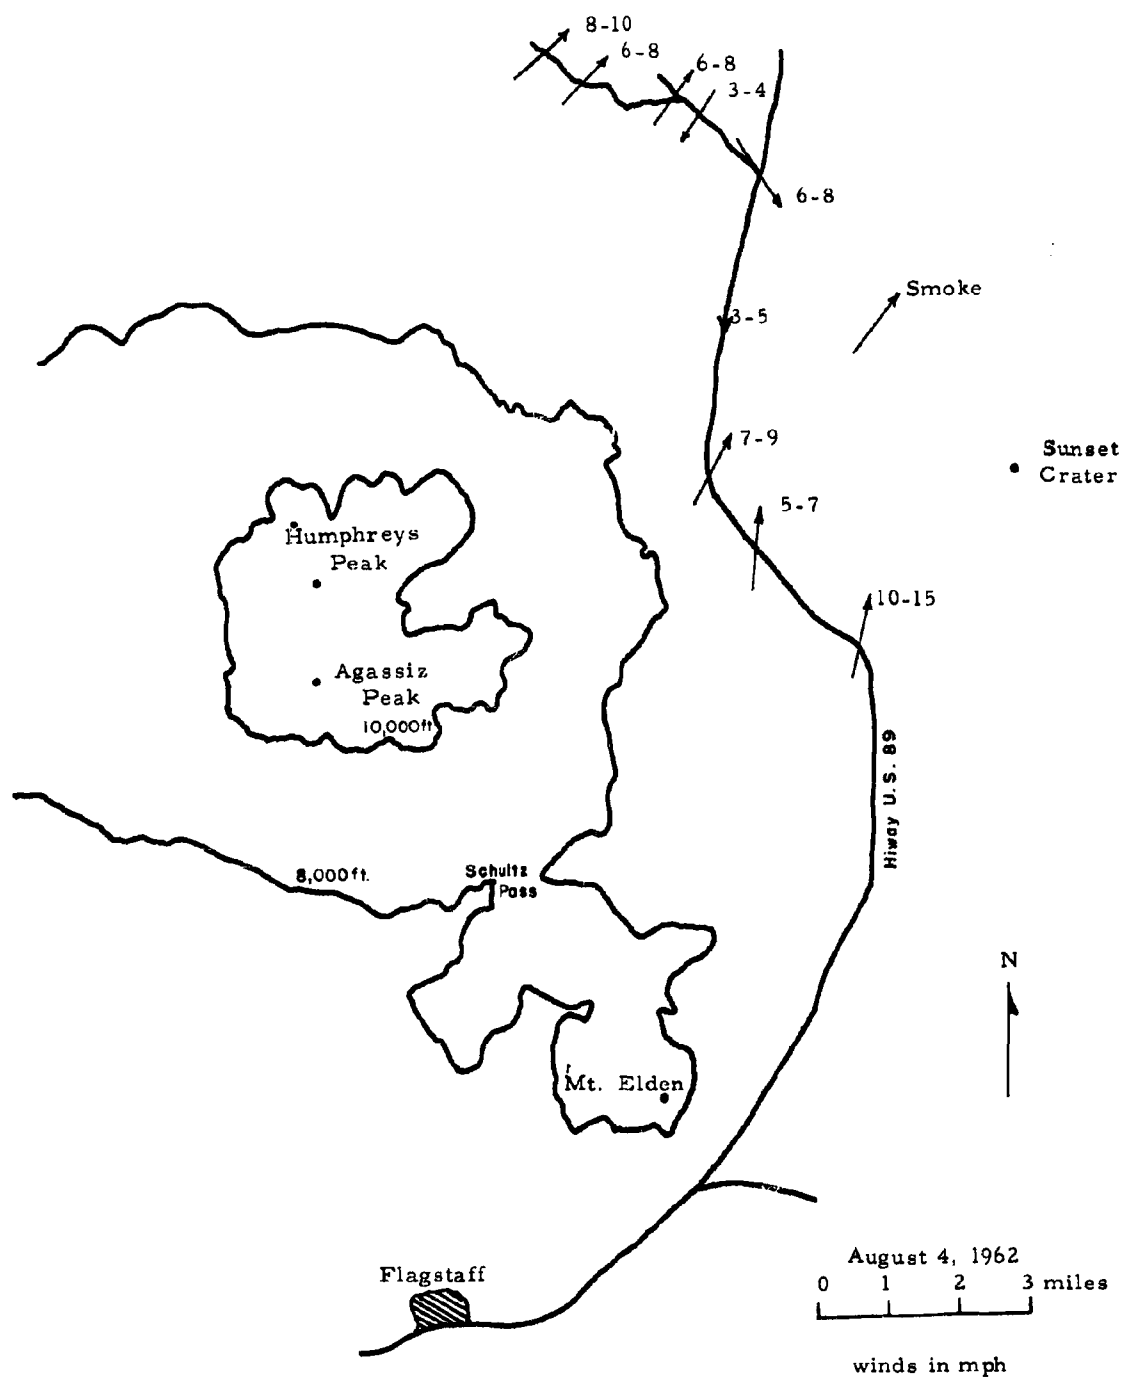 8-10
6-8
6-8
3-4
6-8
Smoke
3-5
7-9
Sunset
Crater
5-7
Humphreys
Peak
10-15
Agassiz
Peak
10,000ft
Hiway U.S. 89
8,000ft.
Schultz
Pass
N
Mt. Elden
August 4, 1962
Flagstaff
0 1 2 3 miles
winds in mph